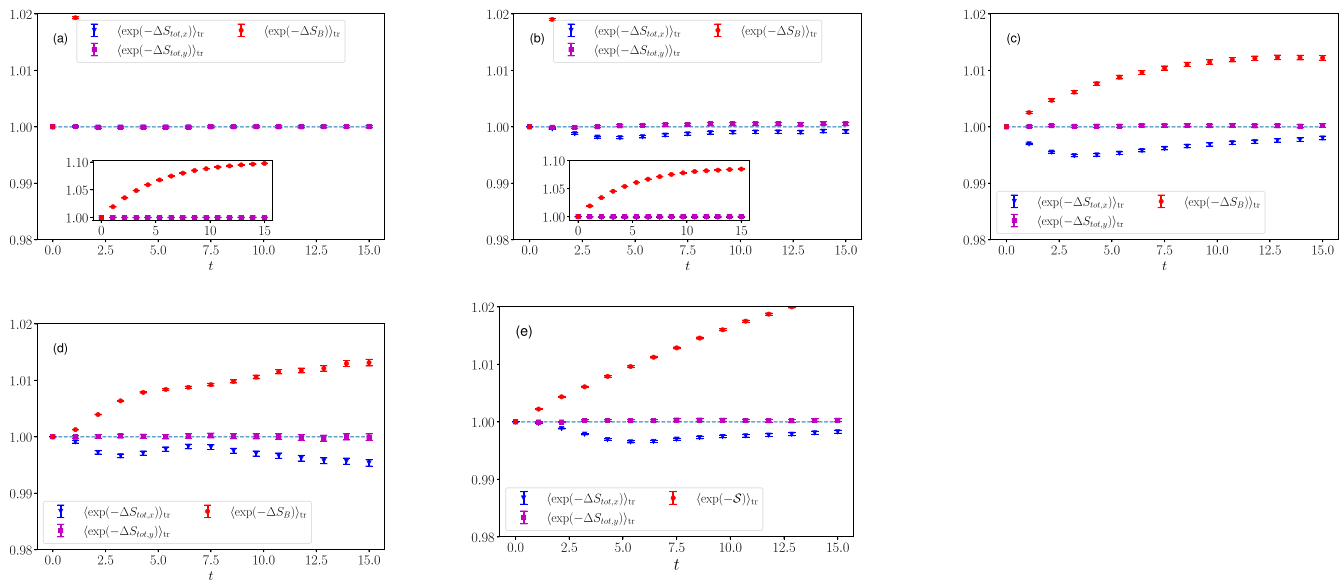 1.02
(a)
⟨exp(−ΔS_{tot,x})⟩_tr ⟨exp(−ΔS_B)⟩_tr
⟨exp(−ΔS_{tot,y})⟩_tr
1.01
1.00
0.99
0.98
1.10
1.05
1.00
0 5 10 15
0.0 2.5 5.0 7.5 10.0 12.5 15.0
t
1.02
(b)
⟨exp(−ΔS_{tot,x})⟩_tr ⟨exp(−ΔS_B)⟩_tr
⟨exp(−ΔS_{tot,y})⟩_tr
1.01
1.00
0.99
0.98
1.10
1.05
1.00
0 5 10 15
0.0 2.5 5.0 7.5 10.0 12.5 15.0
t
1.02
(c)
1.01
1.00
0.99
0.98
⟨exp(−ΔS_{tot,x})⟩_tr ⟨exp(−ΔS_B)⟩_tr
⟨exp(−ΔS_{tot,y})⟩_tr
0.0 2.5 5.0 7.5 10.0 12.5 15.0
t
1.02
(d)
1.01
1.00
0.99
0.98
⟨exp(−ΔS_{tot,x})⟩_tr ⟨exp(−ΔS_B)⟩_tr
⟨exp(−ΔS_{tot,y})⟩_tr
0.0 2.5 5.0 7.5 10.0 12.5 15.0
t
1.02
(e)
1.01
1.00
0.99
0.98
⟨exp(−ΔS_{tot,x})⟩_tr ⟨exp(−𝒮)⟩_tr
⟨exp(−ΔS_{tot,y})⟩_tr
0.0 2.5 5.0 7.5 10.0 12.5 15.0
t